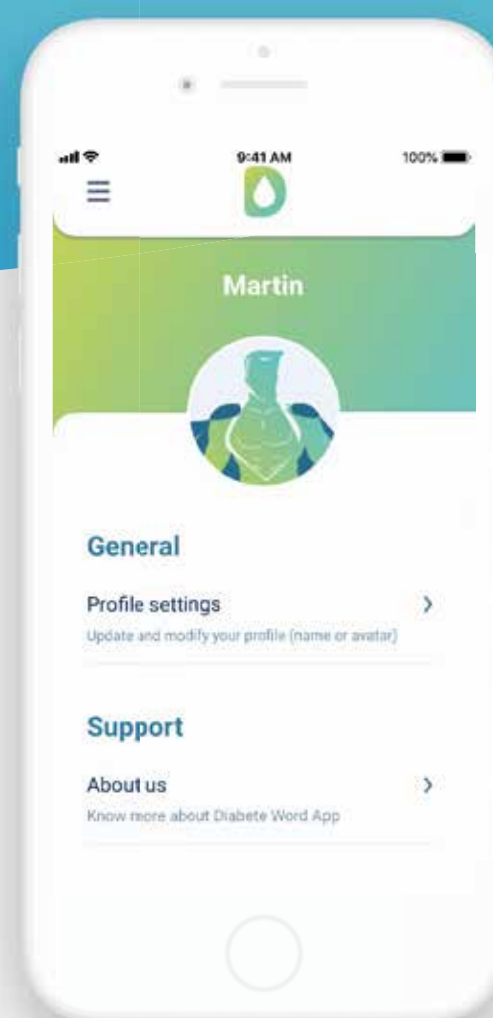 9:41 AM
100%
D
Martin
General
Profile settings
Update and modify your profile (name or avatar)
Support
About us
Know more about Diabete Word App